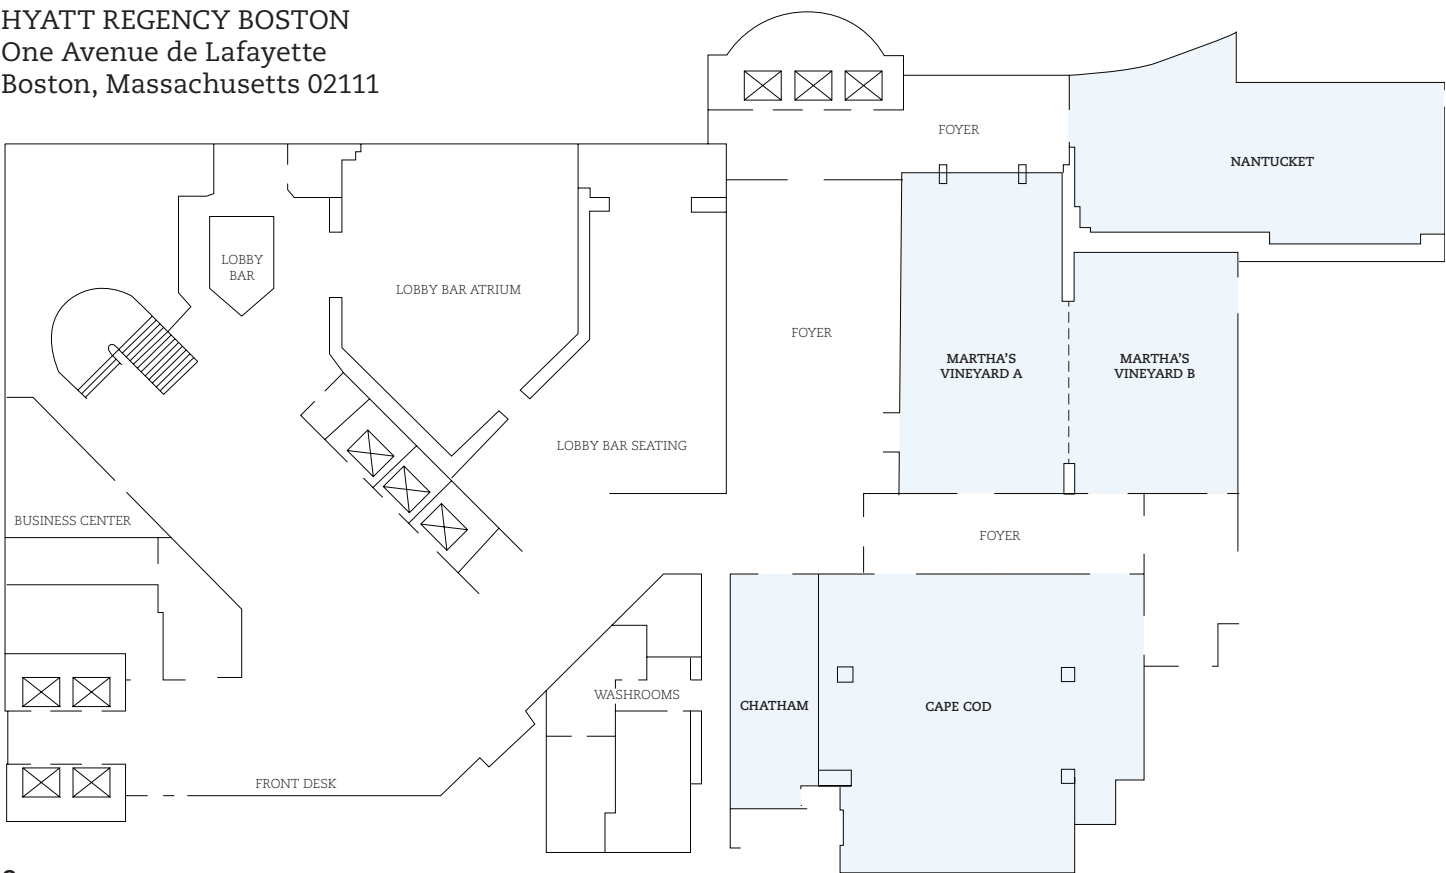 HYATT REGENCY BOSTON
One Avenue de Lafayette
Boston, Massachusetts 02111
FOYER
NANTUCKET
LOBBY
BAR
LOBBY BAR ATRIUM
FOYER
MARTHA'S
VINEYARD A
MARTHA'S
VINEYARD B
LOBBY BAR SEATING
BUSINESS CENTER
FOYER
WASHROOMS
CHATHAM
CAPE COD
FRONT DESK